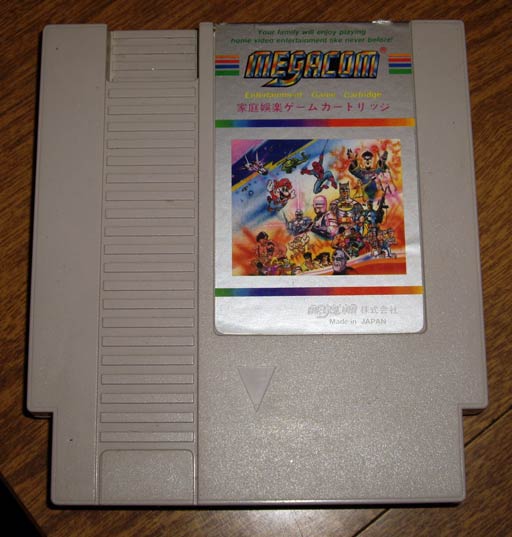 Your family will enjoy playing
home video entertainment like never before!
MEGACOM®
Entertainment Game Cartridge
家庭娯楽ゲームカートリッジ
MEGACOM 株式会社
Made in JAPAN